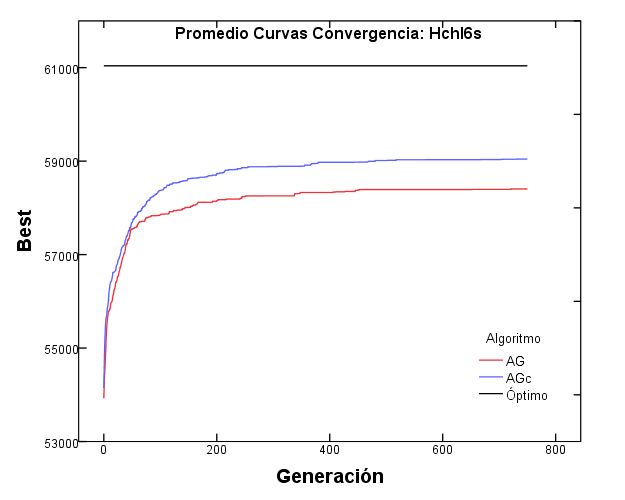 Promedio Curvas Convergencia: Hchl6s
61000
59000
57000
55000
53000
Best
0
200
400
600
800
Generación
Algoritmo
AG
AGc
Óptimo